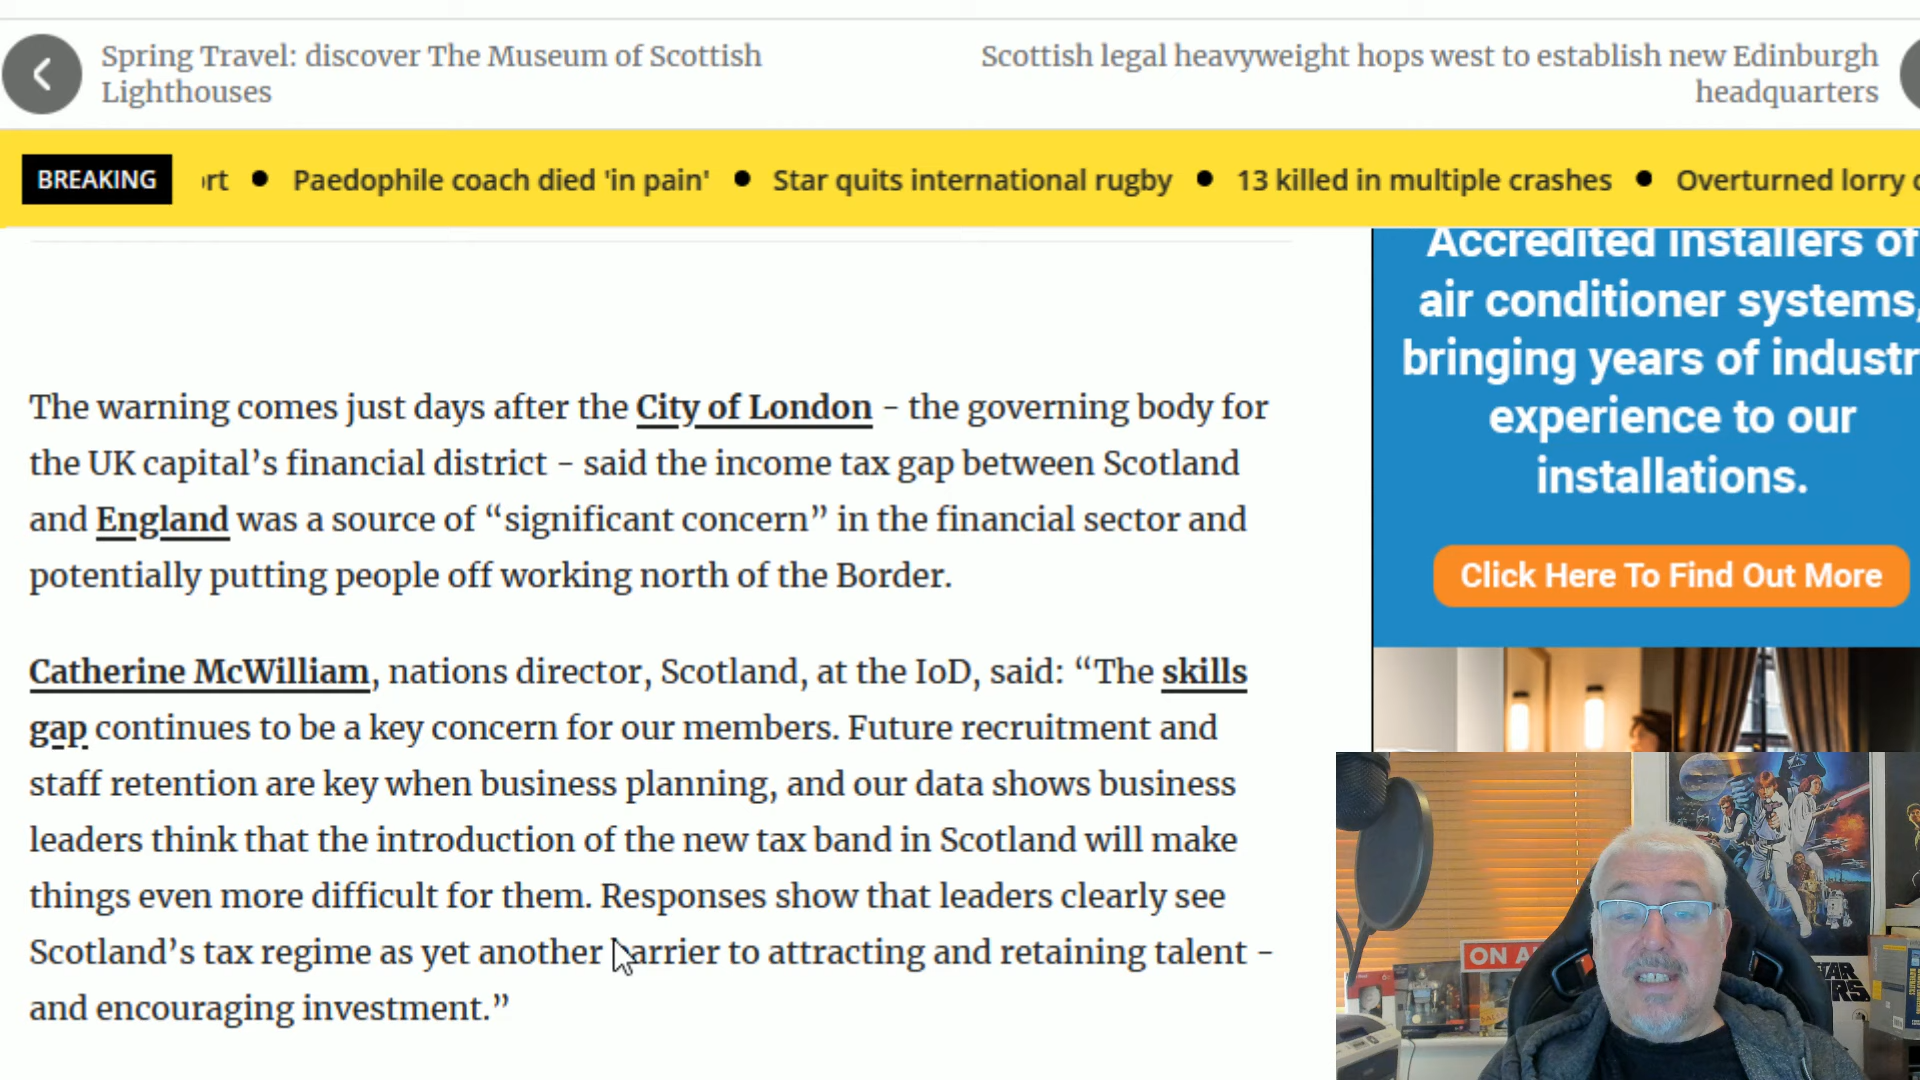 Spring Travel: discover The Museum of Scottish
Lighthouses
Scottish legal heavyweight hops west to establish new Edinburgh
headquarters
BREAKING
Paedophile coach died 'in pain' ● Star quits international rugby ● 13 killed in multiple crashes ● Overturned lorry
Accredited installers of
air conditioner systems,
bringing years of
experience to our
installations.
Click Here To Find Out More
The warning comes just days after the City of London – the governing body for
the UK capital’s financial district – said the income tax gap between Scotland
and England was a source of “significant concern” in the financial sector and
potentially putting people off working north of the Border.
Catherine McWilliam, nations director, Scotland, at the IoD, said: “The skills
gap continues to be a key concern for our members. Future recruitment and
staff retention are key when business planning, and our data shows business
leaders think that the introduction of the new tax band in Scotland will make
things even more difficult for them. Responses show that leaders clearly see
Scotland’s tax regime as yet another barrier to attracting and retaining talent –
and encouraging investment.”
ON
STAR
WARS